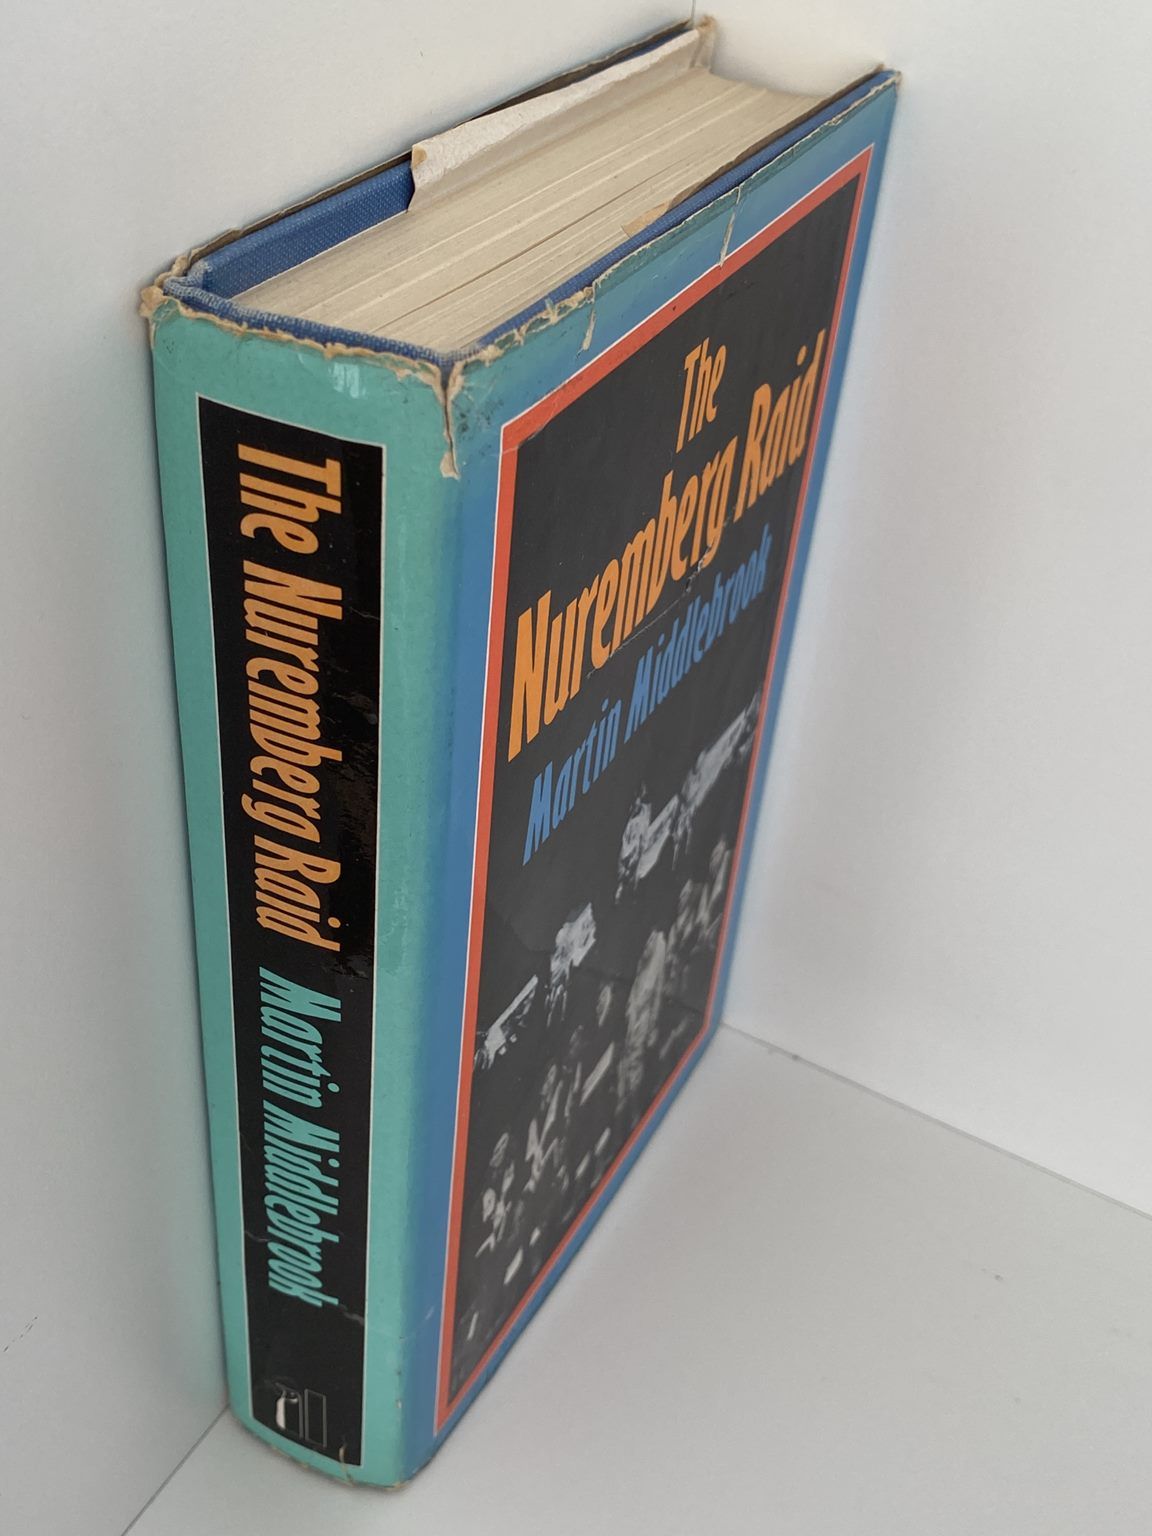 The Nuremberg Raid Martin Middlebrook
The
Nuremberg Raid
Martin Middlebrook